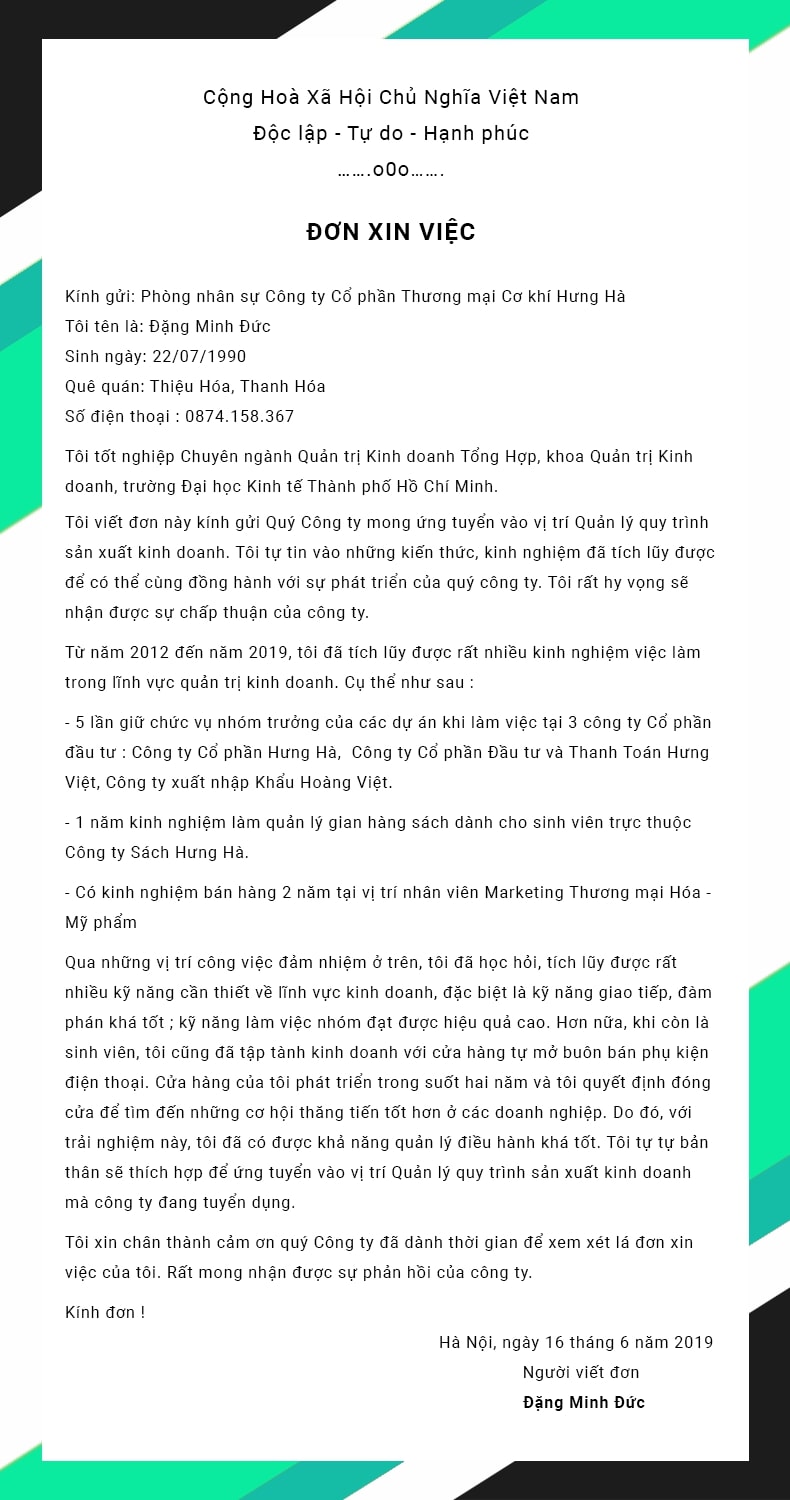 Cộng Hoà Xã Hội Chủ Nghĩa Việt Nam
Độc lập - Tự do - Hạnh phúc
…….o0o…….
ĐƠN XIN VIỆC
Kính gửi: Phòng nhân sự Công ty Cổ phần Thương mại Cơ khí Hưng Hà
Tôi tên là: Đặng Minh Đức
Sinh ngày: 22/07/1990
Quê quán: Thiệu Hóa, Thanh Hóa
Số điện thoại : 0874.158.367
Tôi tốt nghiệp Chuyên ngành Quản trị Kinh doanh Tổng Hợp, khoa Quản trị Kinh
doanh, trường Đại học Kinh tế Thành phố Hồ Chí Minh.
Tôi viết đơn này kính gửi Quý Công ty mong ứng tuyển vào vị trí Quản lý quy trình
sản xuất kinh doanh. Tôi tự tin vào những kiến thức, kinh nghiệm đã tích lũy được
để có thể cùng đồng hành với sự phát triển của quý công ty. Tôi rất hy vọng sẽ
nhận được sự chấp thuận của công ty.
Từ năm 2012 đến năm 2019, tôi đã tích lũy được rất nhiều kinh nghiệm việc làm
trong lĩnh vực quản trị kinh doanh. Cụ thể như sau :
- 5 lần giữ chức vụ nhóm trưởng của các dự án khi làm việc tại 3 công ty Cổ phần
đầu tư : Công ty Cổ phần Hưng Hà,  Công ty Cổ phần Đầu tư và Thanh Toán Hưng
Việt, Công ty xuất nhập Khẩu Hoàng Việt.
- 1 năm kinh nghiệm làm quản lý gian hàng sách dành cho sinh viên trực thuộc
Công ty Sách Hưng Hà.
- Có kinh nghiệm bán hàng 2 năm tại vị trí nhân viên Marketing Thương mại Hóa -
Mỹ phẩm
Qua những vị trí công việc đảm nhiệm ở trên, tôi đã học hỏi, tích lũy được rất
nhiều kỹ năng cần thiết về lĩnh vực kinh doanh, đặc biệt là kỹ năng giao tiếp, đàm
phán khá tốt ; kỹ năng làm việc nhóm đạt được hiệu quả cao. Hơn nữa, khi còn là
sinh viên, tôi cũng đã tập tành kinh doanh với cửa hàng tự mở buôn bán phụ kiện
điện thoại. Cửa hàng của tôi phát triển trong suốt hai năm và tôi quyết định đóng
cửa để tìm đến những cơ hội thăng tiến tốt hơn ở các doanh nghiệp. Do đó, với
trải nghiệm này, tôi đã có được khả năng quản lý điều hành khá tốt. Tôi tự tự bản
thân sẽ thích hợp để ứng tuyển vào vị trí Quản lý quy trình sản xuất kinh doanh
mà công ty đang tuyển dụng.
Tôi xin chân thành cảm ơn quý Công ty đã dành thời gian để xem xét lá đơn xin
việc của tôi. Rất mong nhận được sự phản hồi của công ty.
Kính đơn !
Hà Nội, ngày 16 tháng 6 năm 2019
Người viết đơn
Đặng Minh Đức